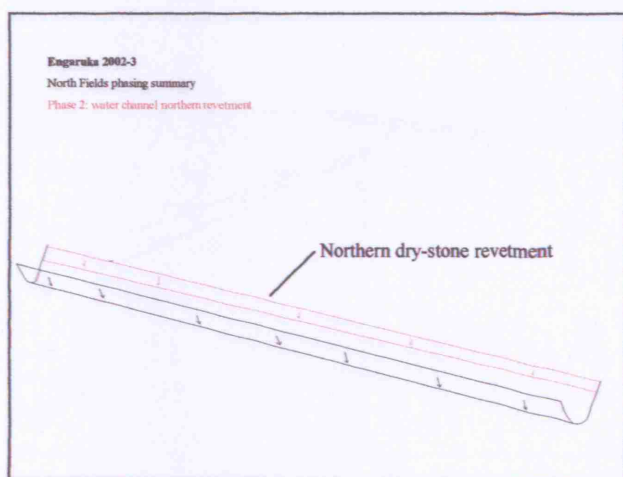 Engaruka 2002-3
North Fields phasing summary
Phase 2: water channel northern revetment
Northern dry-stone revetment